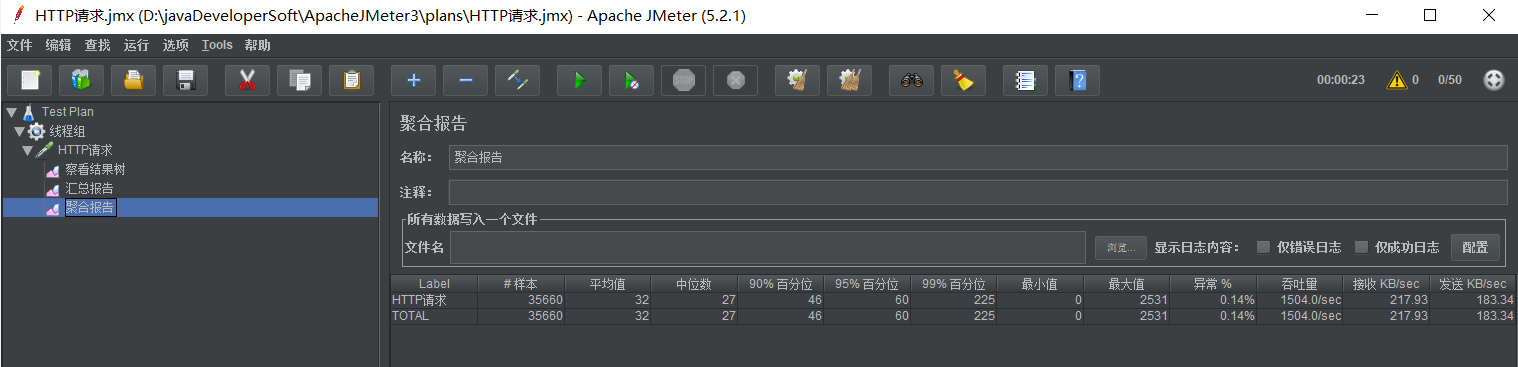 HTTP请求.jmx (D:\javaDeveloperSoft\ApacheJMeter3\plans\HTTP请求.jmx) - Apache JMeter (5.2.1)
文件 编辑 查找 运行 选项 Tools 帮助
00:00:23 0 0/50
Test Plan
线程组
HTTP请求
察看结果树
汇总报告
聚合报告
聚合报告
名称： 聚合报告
注释：
所有数据写入一个文件
文件名 浏览... 显示日志内容： 仅错误日志 仅成功日志 配置
Label # 样本 平均值 中位数 90% 百分位 95% 百分位 99% 百分位 最小值 最大值 异常 % 吞吐量 接收 KB/sec 发送 KB/sec
HTTP请求 35660 32 27 46 60 225 0 2531 0.14% 1504.0/sec 217.93 183.34
TOTAL 35660 32 27 46 60 225 0 2531 0.14% 1504.0/sec 217.93 183.34